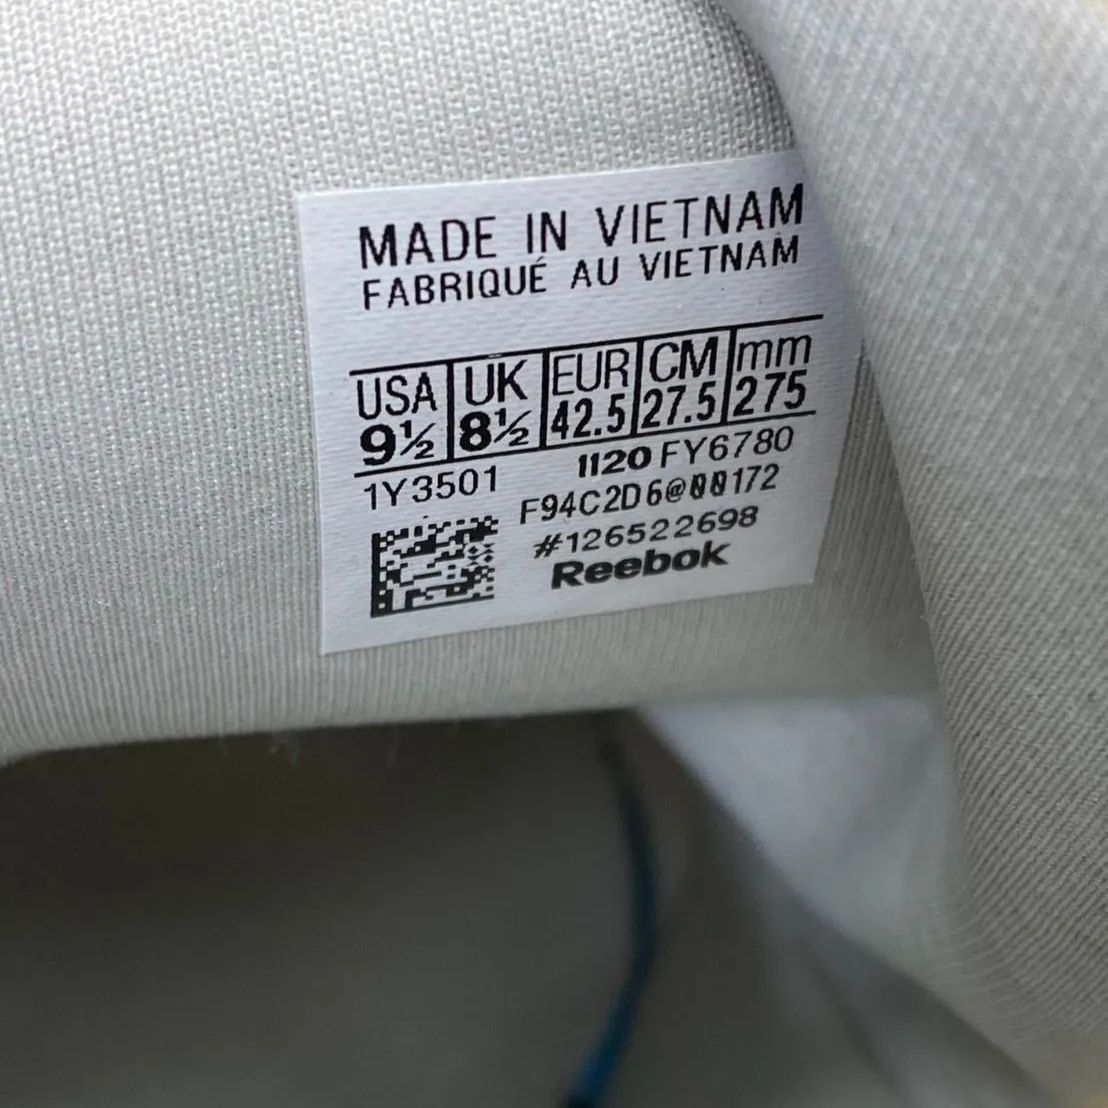 MADE IN VIETNAM
FABRIQUÉ AU VIETNAM
USA UK EUR CM mm
9½ 8½ 42.5 27.5 275
1Y3501 1120 FY6780
F94C2D6@00172
#126522698
Reebok